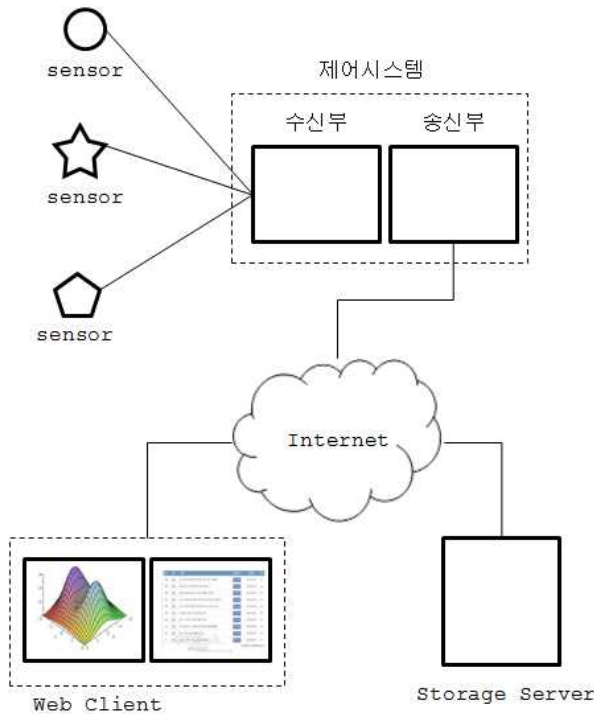 sensor
제어시스템
수신부
송신부
sensor
sensor
Internet
Web Client
Storage Server